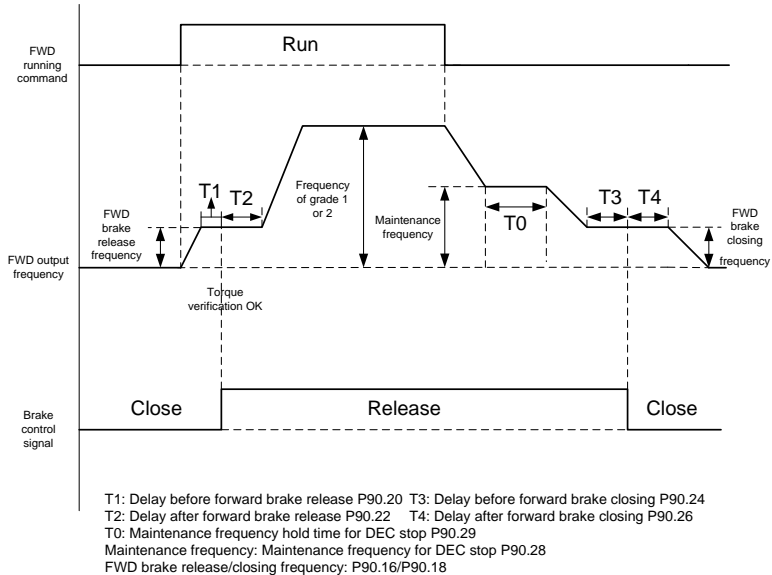 FWD
running
command
Run
FWD
brake
release
frequency
T1
T2
Frequency
of grade 1
or 2
Maintenance
frequency
T0
T3
T4
FWD
brake
closing
frequency
FWD output
frequency
Torque
verification OK
Brake
control
signal
Close
Release
Close
T1: Delay before forward brake release P90.20 T3: Delay before forward brake closing P90.24
T2: Delay after forward brake release P90.22 T4: Delay after forward brake closing P90.26
T0: Maintenance frequency hold time for DEC stop P90.29
Maintenance frequency: Maintenance frequency for DEC stop P90.28
FWD brake release/closing frequency: P90.16/P90.18